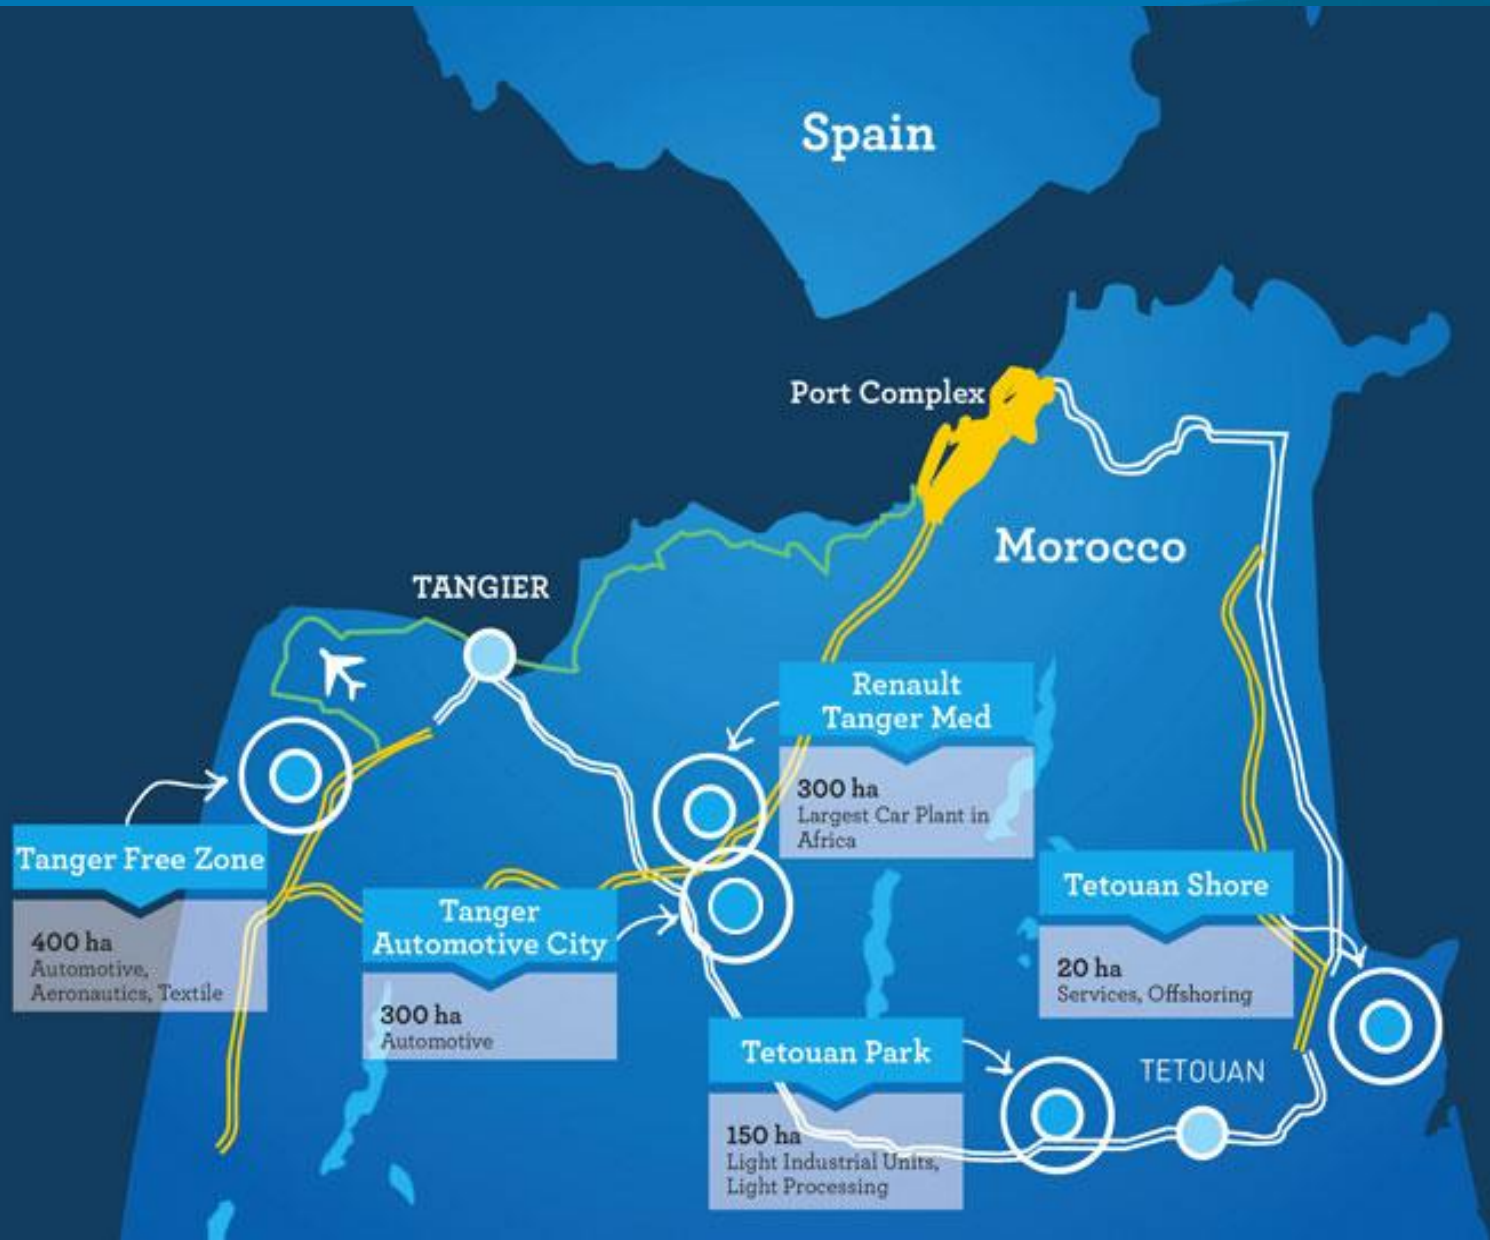 Spain
Port Complex
Morocco
TANGIER
Renault
Tanger Med
300 ha
Largest Car Plant in
Africa
Tanger Free Zone
400 ha
Automotive,
Aeronautics, Textile
Tanger
Automotive City
300 ha
Automotive
Tetouan Shore
20 ha
Services, Offshoring
Tetouan Park
150 ha
Light Industrial Units,
Light Processing
TETOUAN